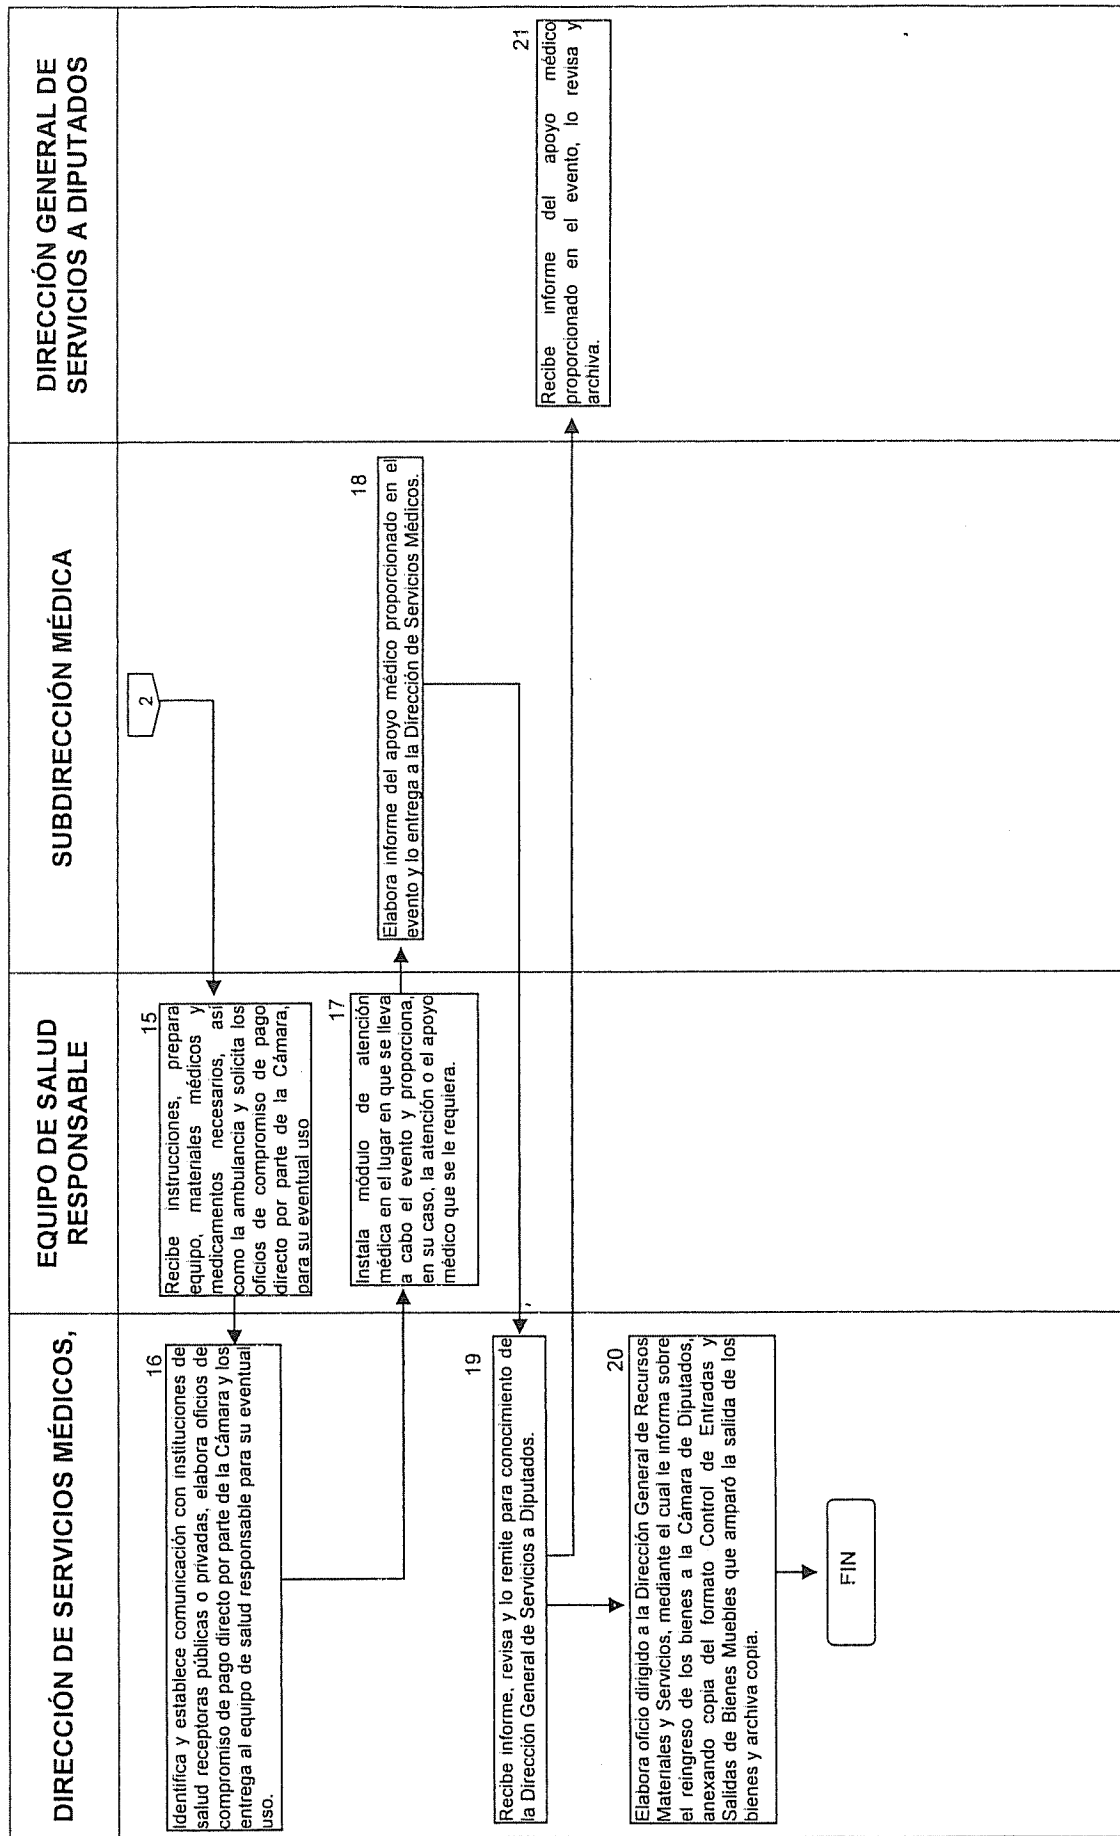 DIRECCIÓN DE SERVICIOS MÉDICOS,
EQUIPO DE SALUD
RESPONSABLE
SUBDIRECCIÓN MÉDICA
DIRECCIÓN GENERAL DE
SERVICIOS A DIPUTADOS
2
15
Recibe instrucciones, prepara
equipo, materiales médicos y
medicamentos necesarios, así
como la ambulancia y solicita los
oficios de compromiso de pago
directo por parte de la Cámara,
para su eventual uso
16
Identifica y establece comunicación con instituciones de
salud receptoras públicas o privadas, elabora oficios de
compromiso de pago directo por parte de la Cámara y los
entrega al equipo de salud responsable para su eventual
uso.
17
Instala módulo de atención
médica en el lugar en que se lleva
a cabo el evento y proporciona,
en su caso, la atención o el apoyo
médico que se le requiera.
18
Elabora informe del apoyo médico proporcionado en el
evento y lo entrega a la Dirección de Servicios Médicos.
19
Recibe informe, revisa y lo remite para conocimiento de
la Dirección General de Servicios a Diputados.
20
Elabora oficio dirigido a la Dirección General de Recursos
Materiales y Servicios, mediante el cual le informa sobre
el reingreso de los bienes a la Cámara de Diputados,
anexando copia del formato Control de Entradas y
Salidas de Bienes Muebles que amparó la salida de los
bienes y archiva copia.
21
Recibe informe del apoyo médico
proporcionado en el evento, lo revisa y
archiva.
FIN